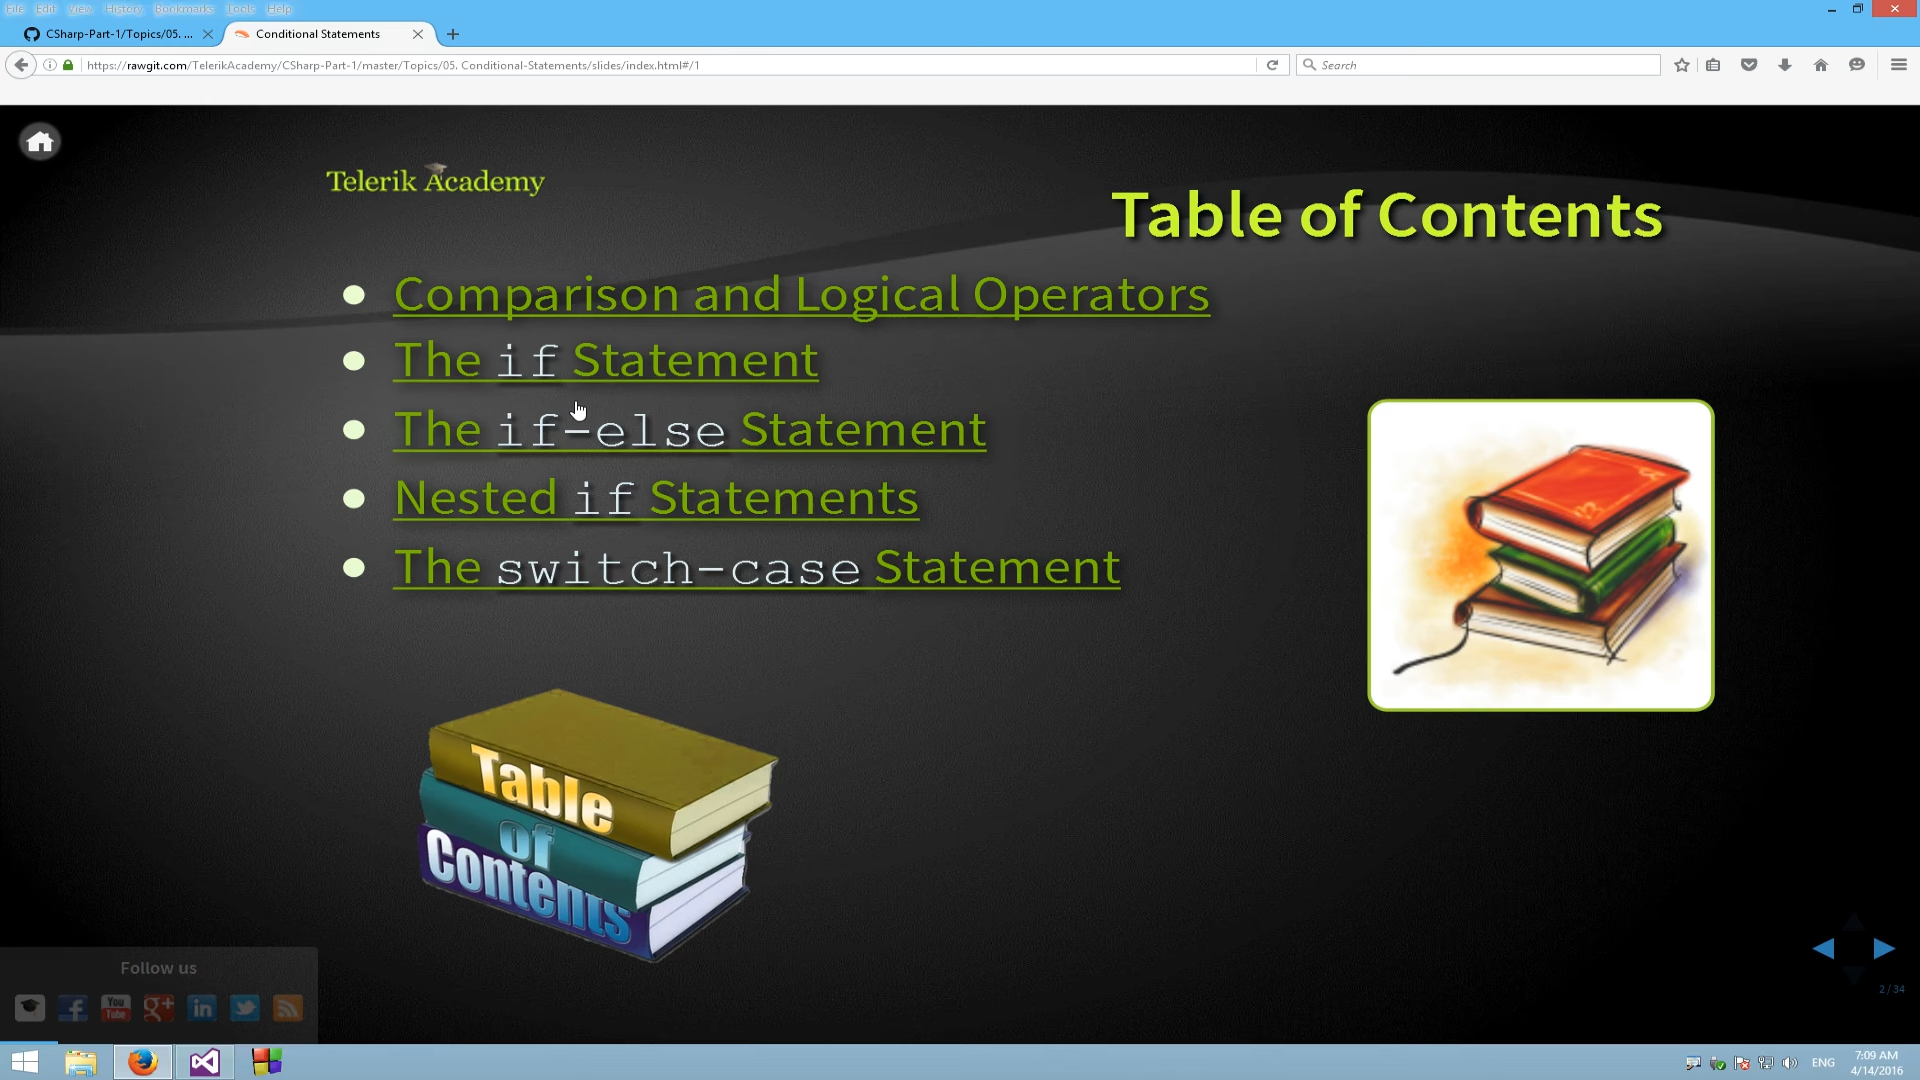 File Edit View History Bookmarks Tools Help
CSharp-Part-1/Topics/05. ...
Conditional Statements
https://rawgit.com/TelerikAcademy/CSharp-Part-1/master/Topics/05. Conditional-Statements/slides/index.html#/1
Search
Telerik Academy
Table of Contents
Comparison and Logical Operators
The if Statement
The if-else Statement
Nested if Statements
The switch-case Statement
Table
of
Contents
Follow us
You
Tube
g+
in
2 / 34
ENG
7:09 AM
4/14/2016